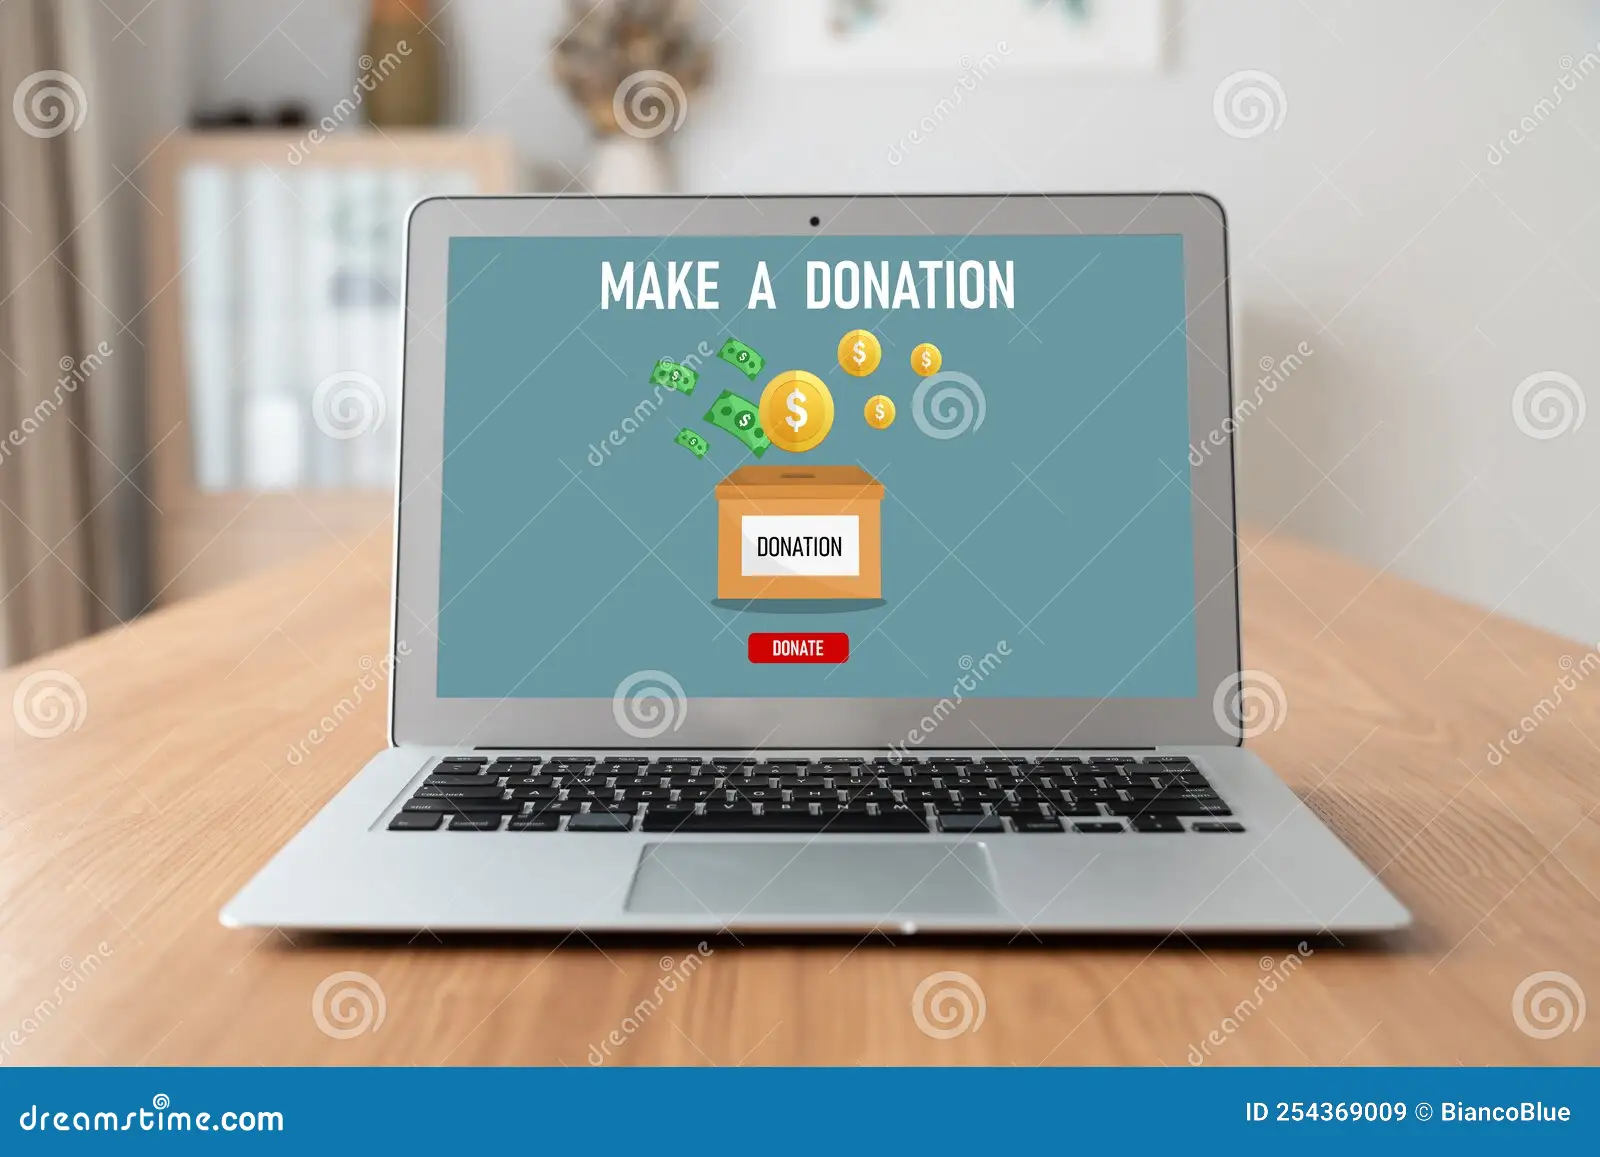 MAKE A DONATION
DONATION
DONATE
dreamstime.com
ID 254369009 © BiancoBlue